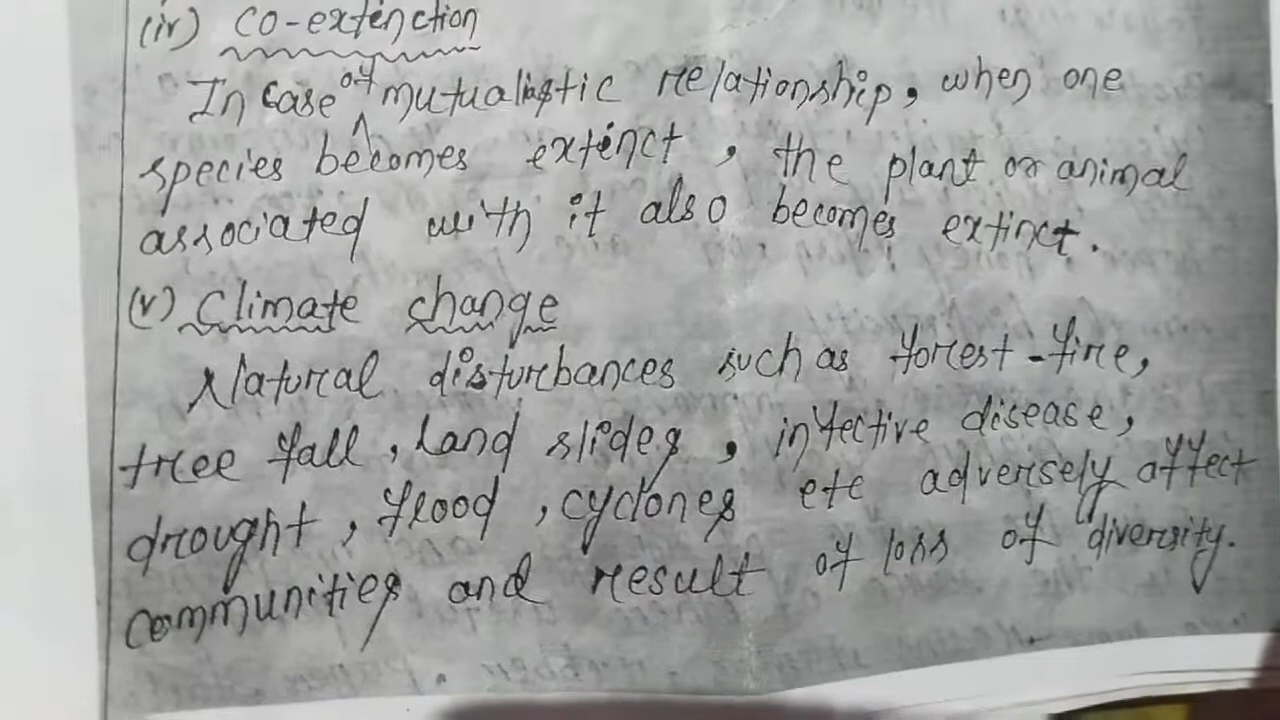 (iv) co-extinction
In case of mutualistic relationship, when one
species becomes extinct, the plant or animal
associated with it also becomes extinct.
(v) Climate change
Natural disturbances such as forest-fire,
tree fall, Land slides, infective disease,
drought, flood, cyclones etc adversely affect
communities and result of loss of diversity.